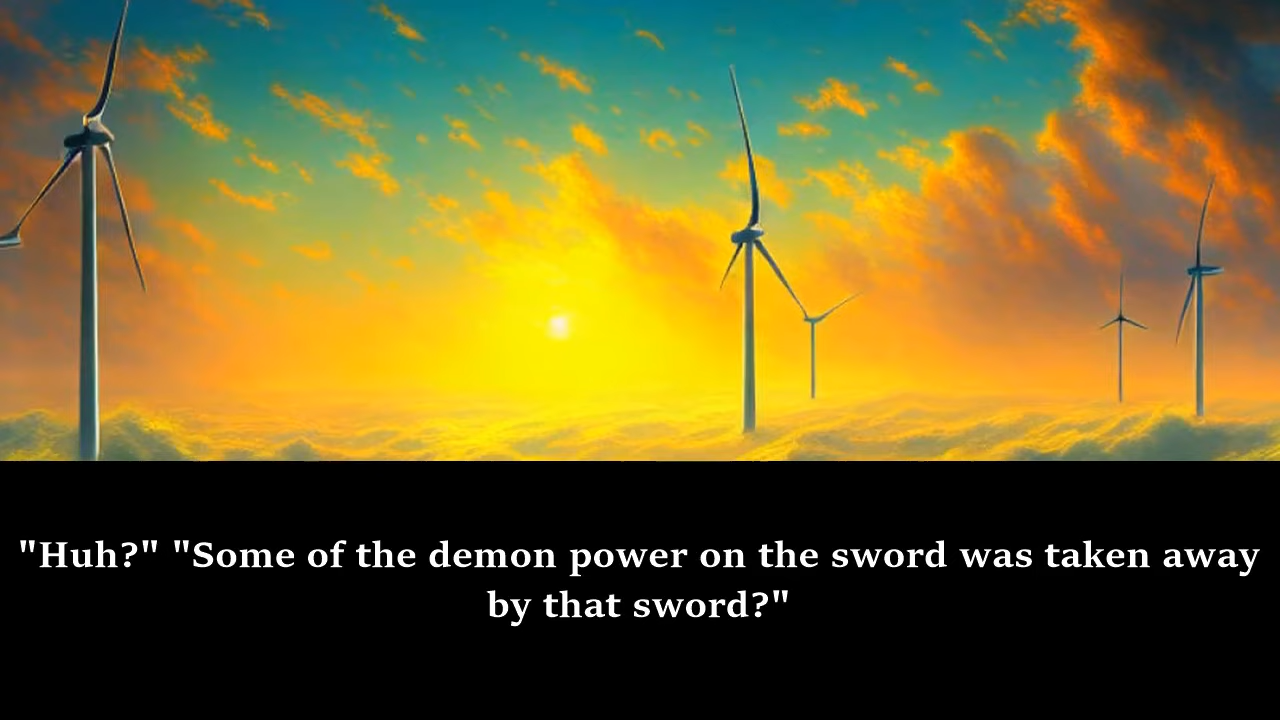 "Huh?" "Some of the demon power on the sword was taken away
by that sword?"